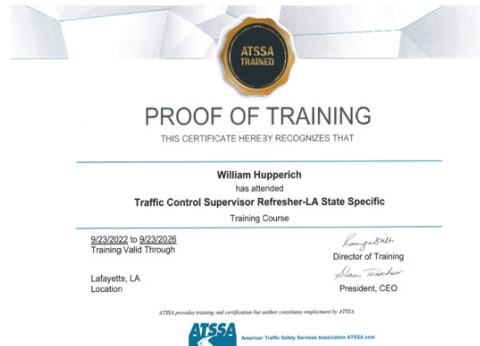 ATSSA
TRAINED
PROOF OF TRAINING
THIS CERTIFICATE HEREBY RECOGNIZES THAT
William Hupperich
has attended
Traffic Control Supervisor Refresher-LA State Specific
Training Course
9/23/2022 to 9/23/2026
Training Valid Through
Director of Training
Lafayette, LA
Location
President, CEO
ATSSA provides training and certification but neither constitutes employment by ATSSA
ATSSA American Traffic Safety Services Association ATSSA.com